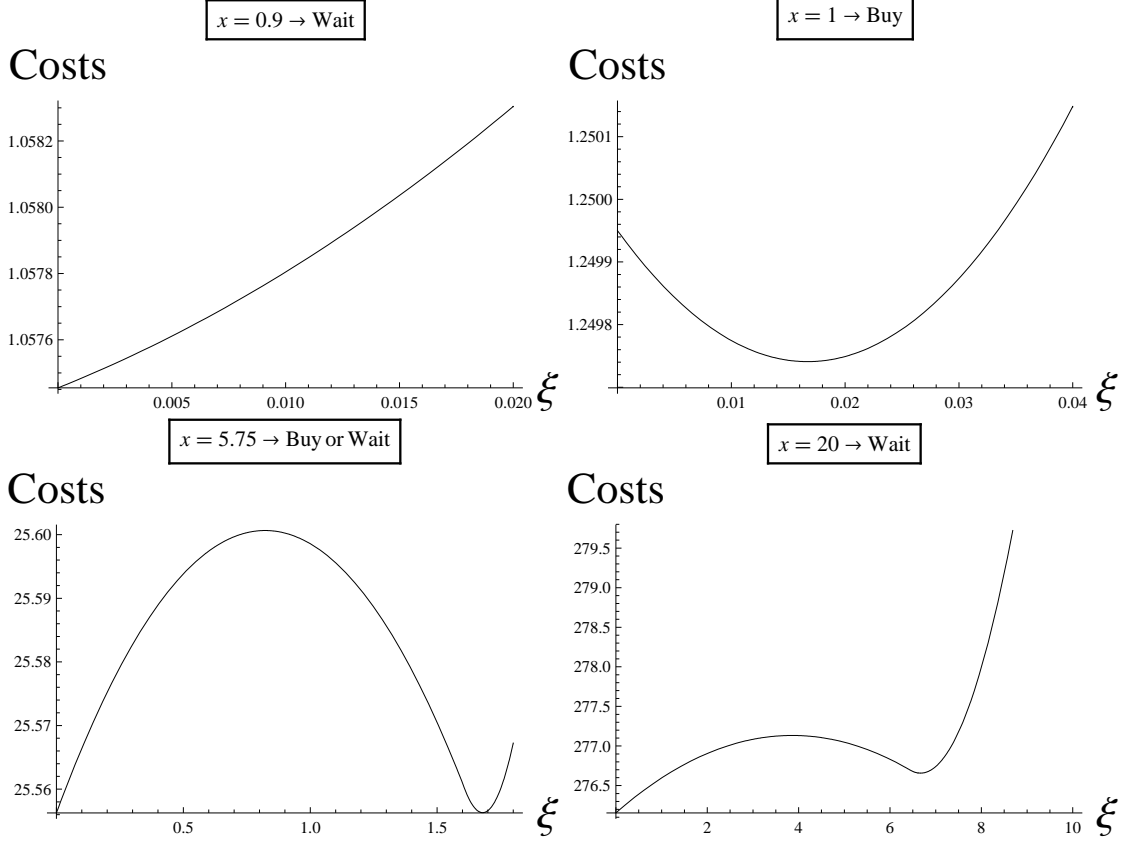 x = 0.9 → Wait
Costs
1.0582
1.0580
1.0578
1.0576
0.005 0.010 0.015 0.020 ξ
x = 1 → Buy
Costs
1.2501
1.2500
1.2499
1.2498
0.01 0.02 0.03 0.04 ξ
x = 5.75 → Buy or Wait
Costs
25.60
25.59
25.58
25.57
25.56
0.5 1.0 1.5 ξ
x = 20 → Wait
Costs
279.5
279.0
278.5
278.0
277.5
277.0
276.5
2 4 6 8 10 ξ